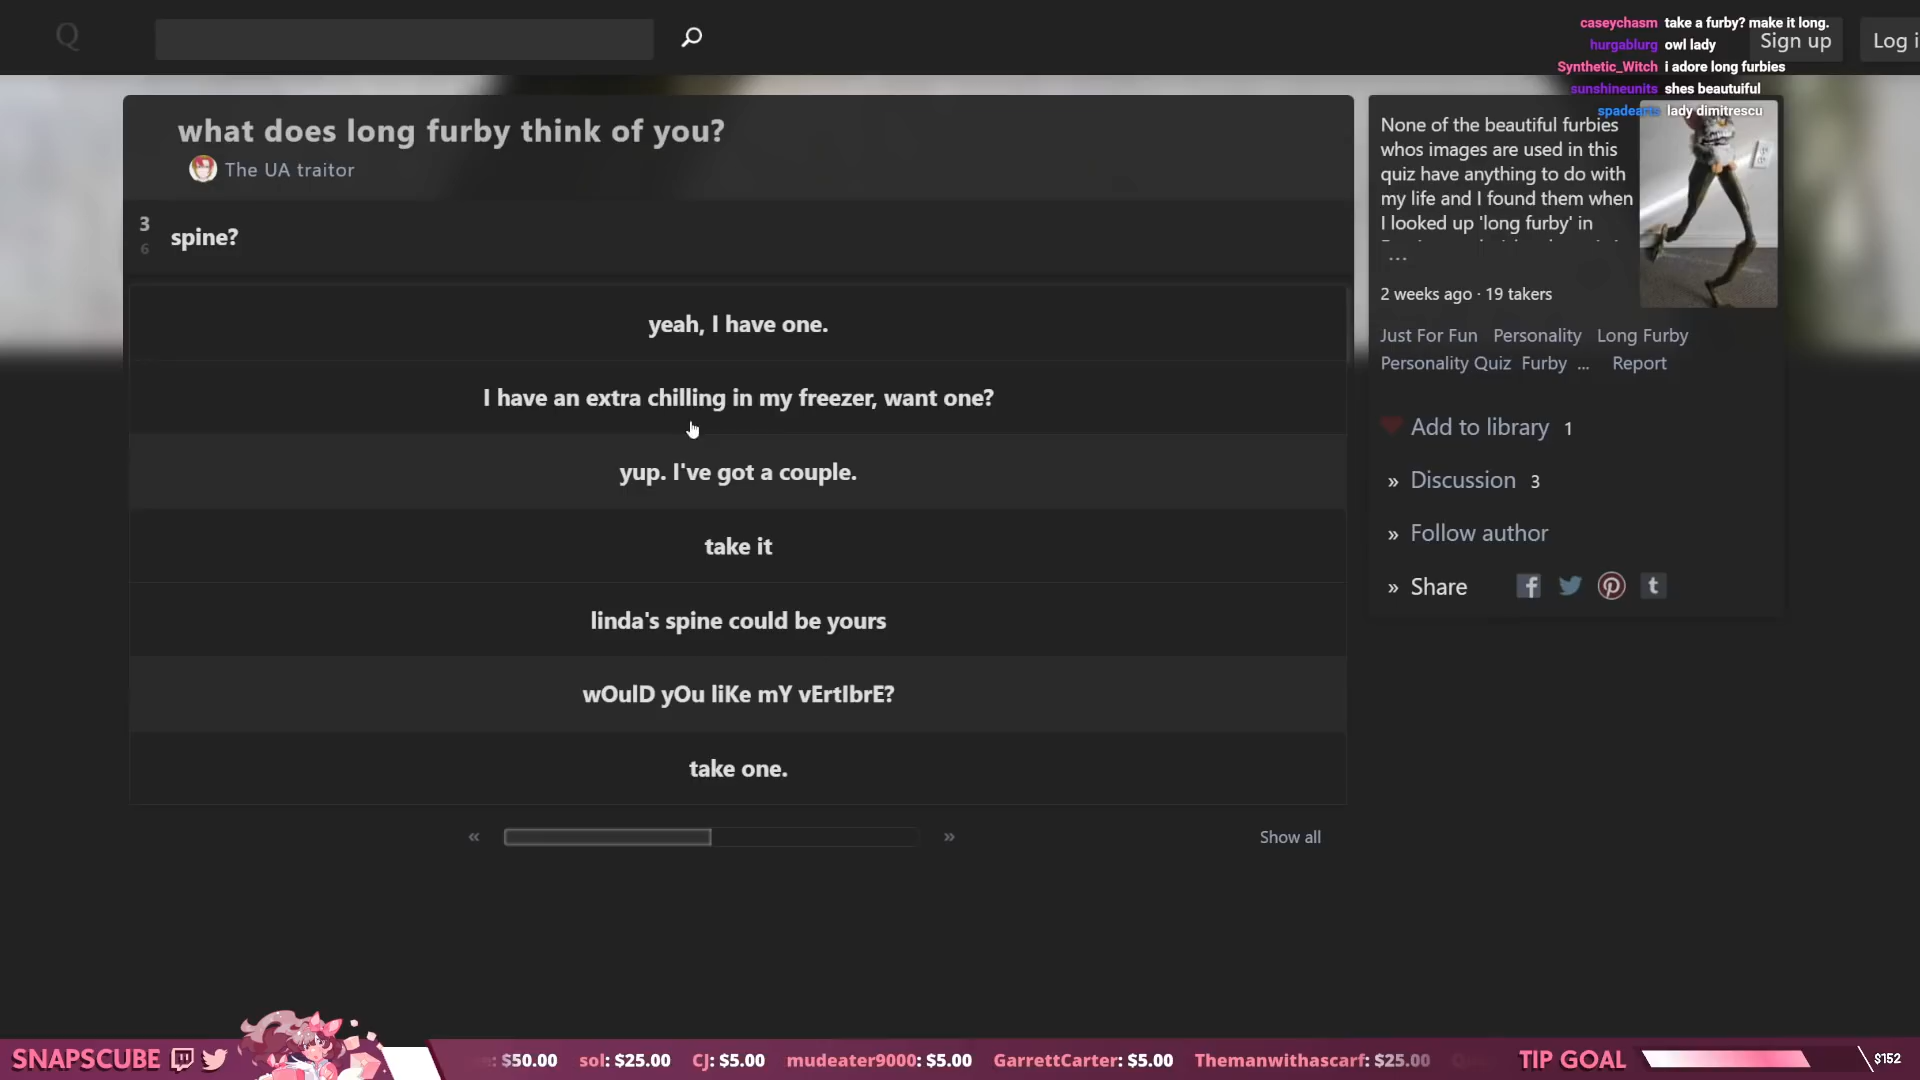 Q
caseychasm take a furby? make it long.
hurgablurg owl lady
Sign up
Synthetic_Witch i adore long furbies
sunshineunits shes beautuiful
lady dimitrescu
what does long furby think of you?
The UA traitor
3
6
spine?
yeah, I have one.
I have an extra chilling in my freezer, want one?
yup. I've got a couple.
take it
linda's spine could be yours
wOulD yOu liKe mY vErtIbrE?
take one.
«
»
Show all
None of the beautiful furbies
whos images are used in this
quiz have anything to do with
my life and I found them when
I looked up 'long furby' in
...
2 weeks ago · 19 takers
Just For Fun Personality Long Furby
Personality Quiz Furby ... Report
Add to library 1
» Discussion 3
» Follow author
» Share
SNAPSCUBE
: $50.00 sol: $25.00 CJ: $5.00 mudeater9000: $5.00 GarrettCarter: $5.00 Themanwithascarf: $25.00
TIP GOAL
$152